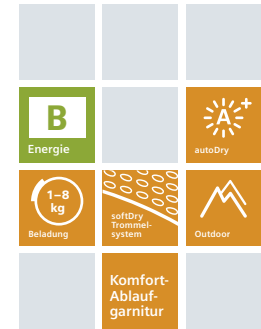 B
Energie
A+
autoDry
1–8
kg
Beladung
softDry
Trommel-
system
Outdoor
Komfort-
Ablauf-
garnitur